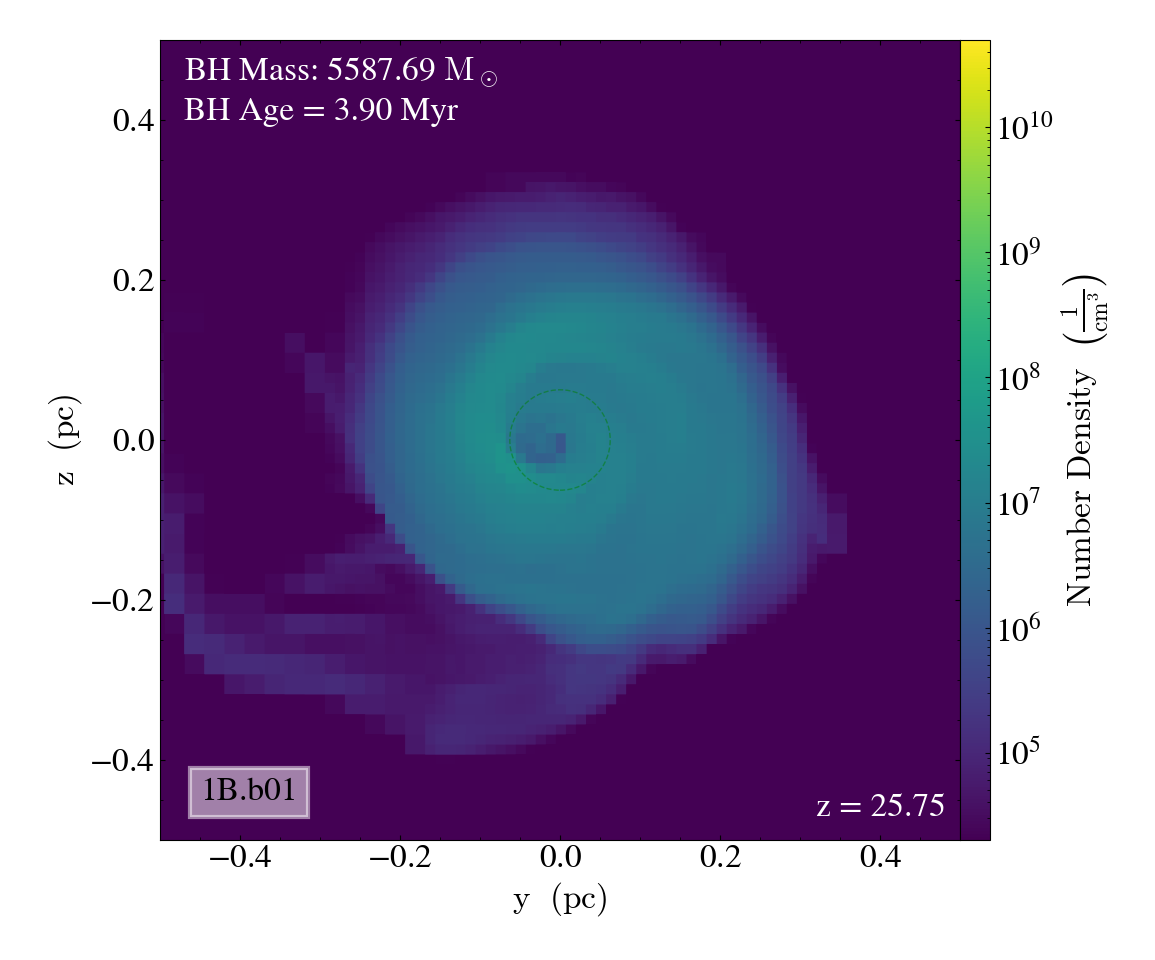 BH Mass: 5587.69 M⊙
BH Age = 3.90 Myr
0.4
0.2
0.0
−0.2
−0.4
z (pc)
1B.b01
z = 25.75
−0.4 −0.2 0.0 0.2 0.4
y (pc)
10^10
10^9
10^8
10^7
10^6
10^5
Number Density (1/cm^3)